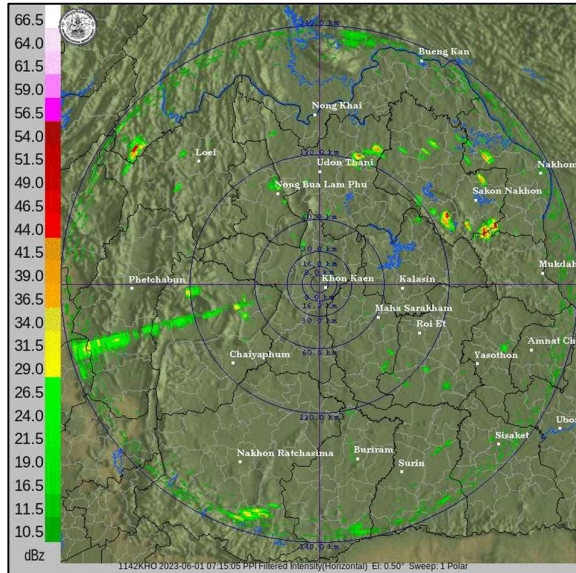 66.5
64.0
61.5
59.0
56.5
54.0
51.5
49.0
46.5
44.0
41.5
39.0
36.5
34.0
31.5
29.0
26.5
24.0
21.5
19.0
16.5
11.5
10.5
dBz
Bueng Kan
Nong Khai
Loei
Udon Thani
Nakhom
Nong Bua Lam Phu
Sakon Nakhon
Khon Kaen
Kalasin
Mukdah
Phetchabun
Maha Sarakham
Roi Et
Amnat Ch
Chaiyaphum
Yasothon
60.0 km
120.0 km
Ubo
Sisaket
Buriram
Nakhon Ratchasima
Surin
1142KHO 2023-06-01 07:15:05 PPI Filtered Intensity(Horizontal) El: 0.50° Sweep: 1 Polar